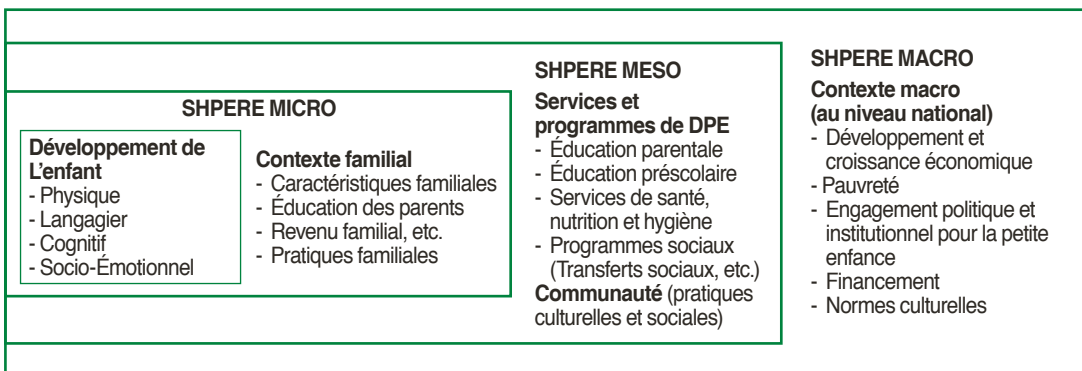 SHPERE MICRO
Développement de
L'enfant
- Physique
- Langagier
- Cognitif
- Socio-Émotionnel
Contexte familial
- Caractéristiques familiales
- Éducation des parents
- Revenu familial, etc.
- Pratiques familiales
SHPERE MESO
Services et
programmes de DPE
- Éducation parentale
- Éducation préscolaire
- Services de santé,
nutrition et hygiène
- Programmes sociaux
(Transferts sociaux, etc.)
Communauté (pratiques
culturelles et sociales)
SHPERE MACRO
Contexte macro
(au niveau national)
- Développement et
croissance économique
- Pauvreté
- Engagement politique et
institutionnel pour la petite
enfance
- Financement
- Normes culturelles